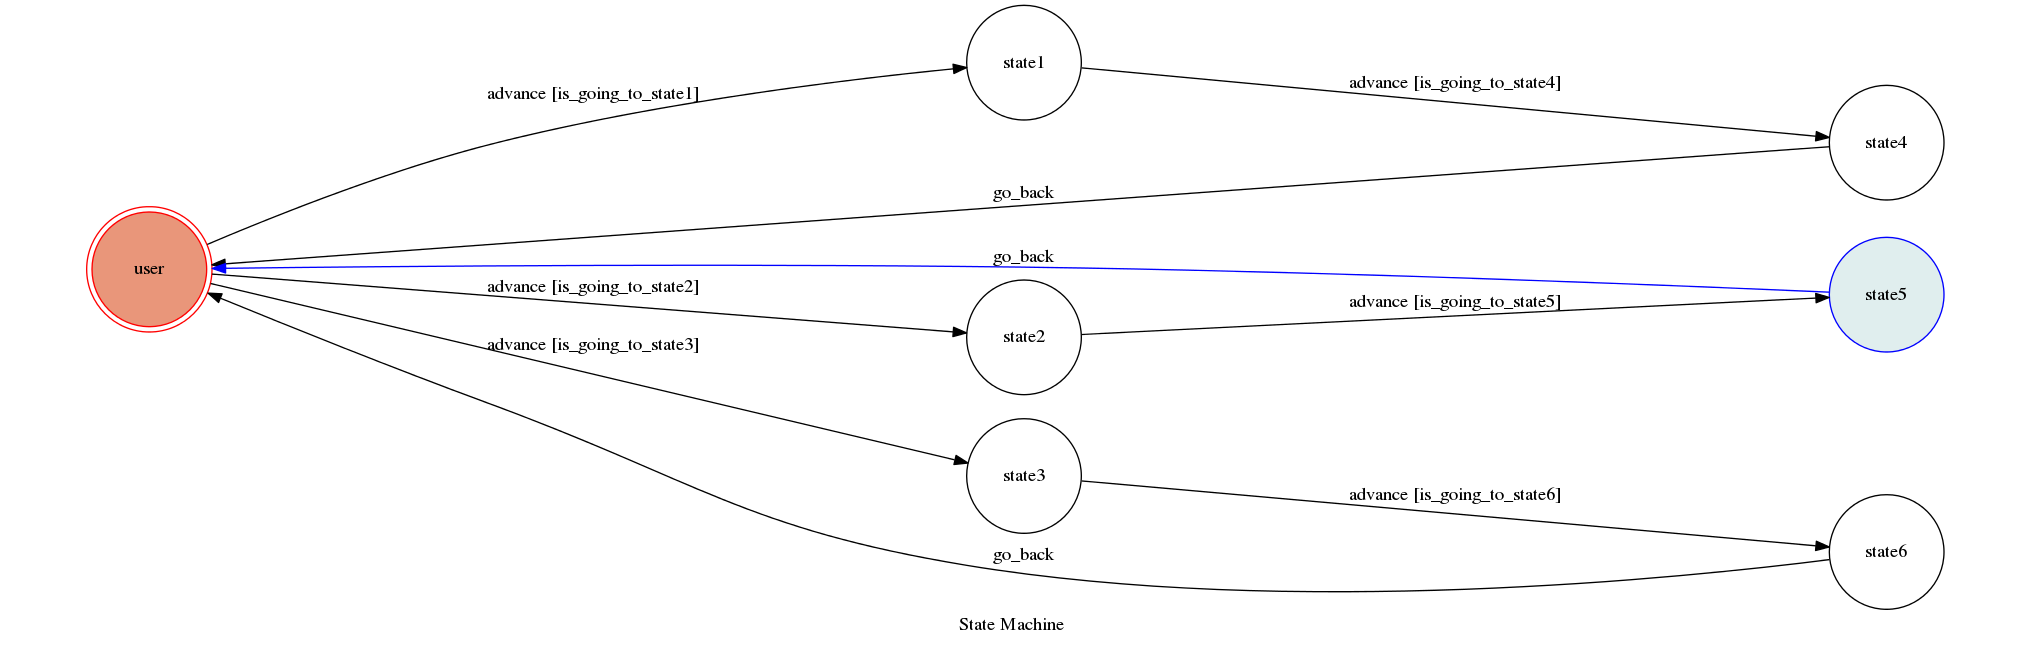 state1
advance [is_going_to_state1]
advance [is_going_to_state4]
state4
go_back
go_back
user
advance [is_going_to_state2]
state2
advance [is_going_to_state5]
state5
advance [is_going_to_state3]
state3
advance [is_going_to_state6]
go_back
state6
State Machine